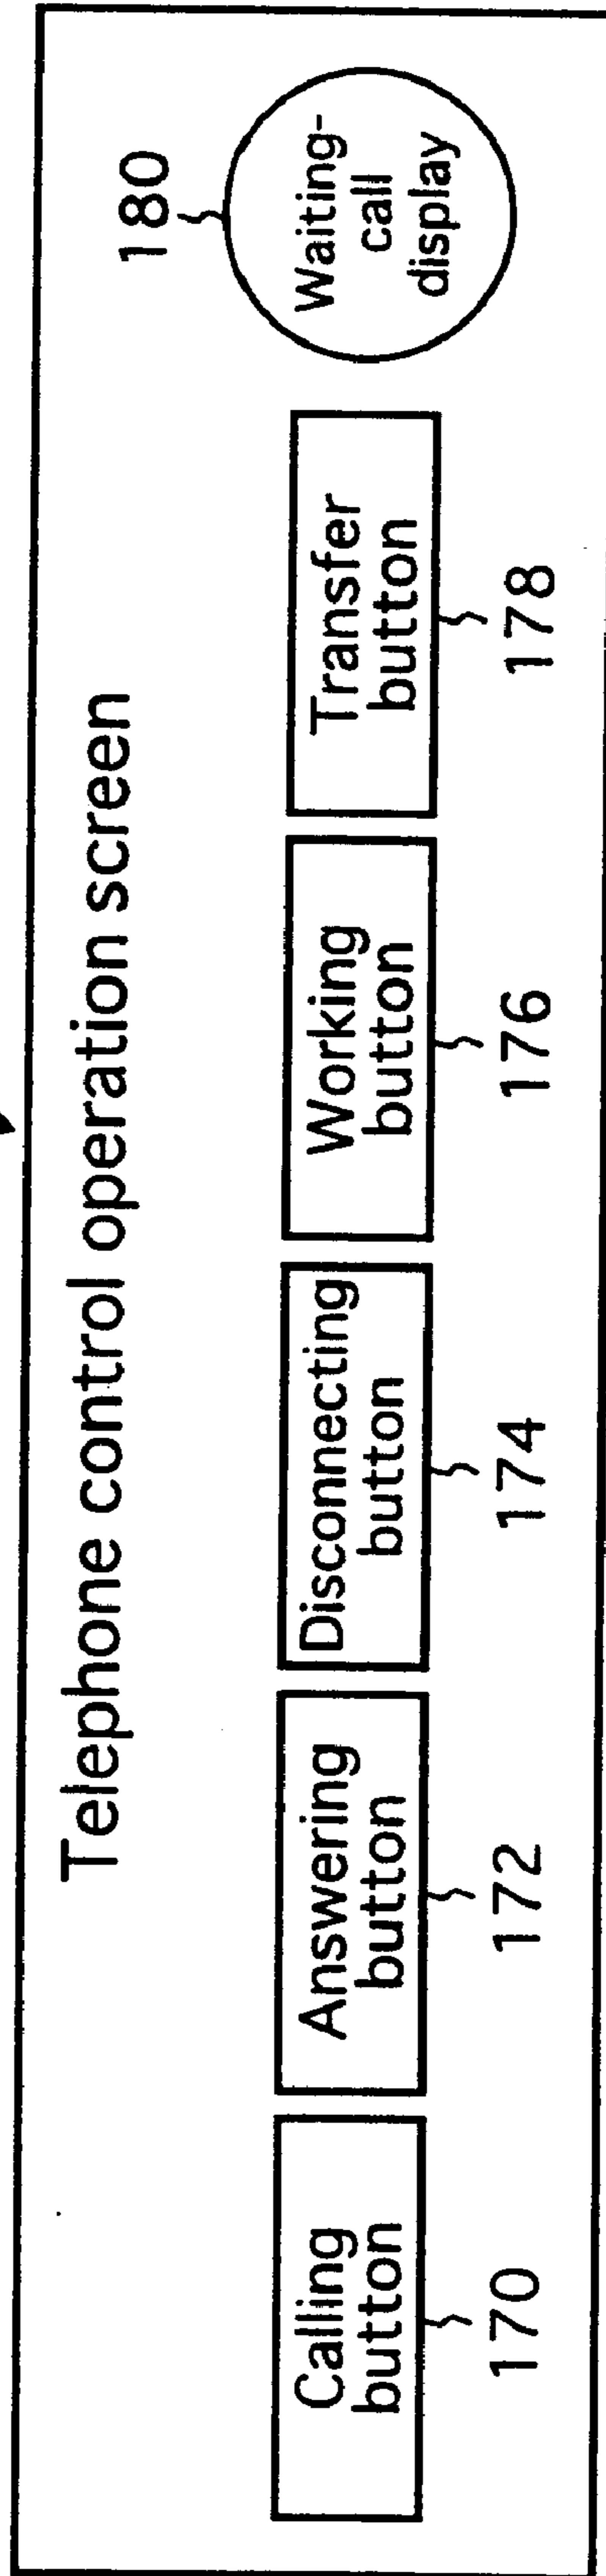 Telephone control operation screen
180
Calling
button
170
Answering
button
172
Disconnecting
button
174
Working
button
176
Transfer
button
178
Waiting-
call
display